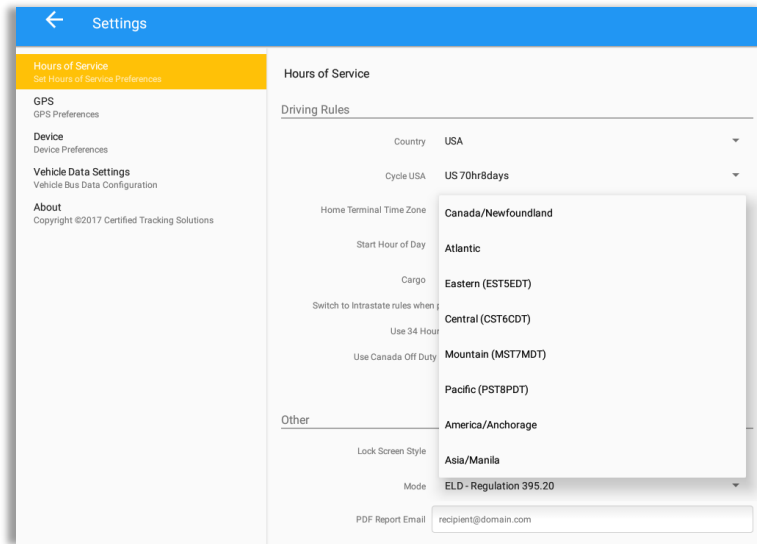 Settings
Hours of Service
Set Hours of Service Preferences
GPS
GPS Preferences
Device
Device Preferences
Vehicle Data Settings
Vehicle Bus Data Configuration
About
Copyright ©2017 Certified Tracking Solutions
Hours of Service
Driving Rules
Country USA
Cycle USA US 70hr8days
Home Terminal Time Zone
Canada/Newfoundland
Start Hour of Day
Atlantic
Eastern (EST5EDT)
Cargo
Switch to Intrastate rules when
Central (CST6CDT)
Use 34 Hour
Mountain (MST7MDT)
Use Canada Off Duty
Pacific (PST8PDT)
Other
America/Anchorage
Lock Screen Style
Asia/Manila
Mode ELD - Regulation 395.20
PDF Report Email recipient@domain.com